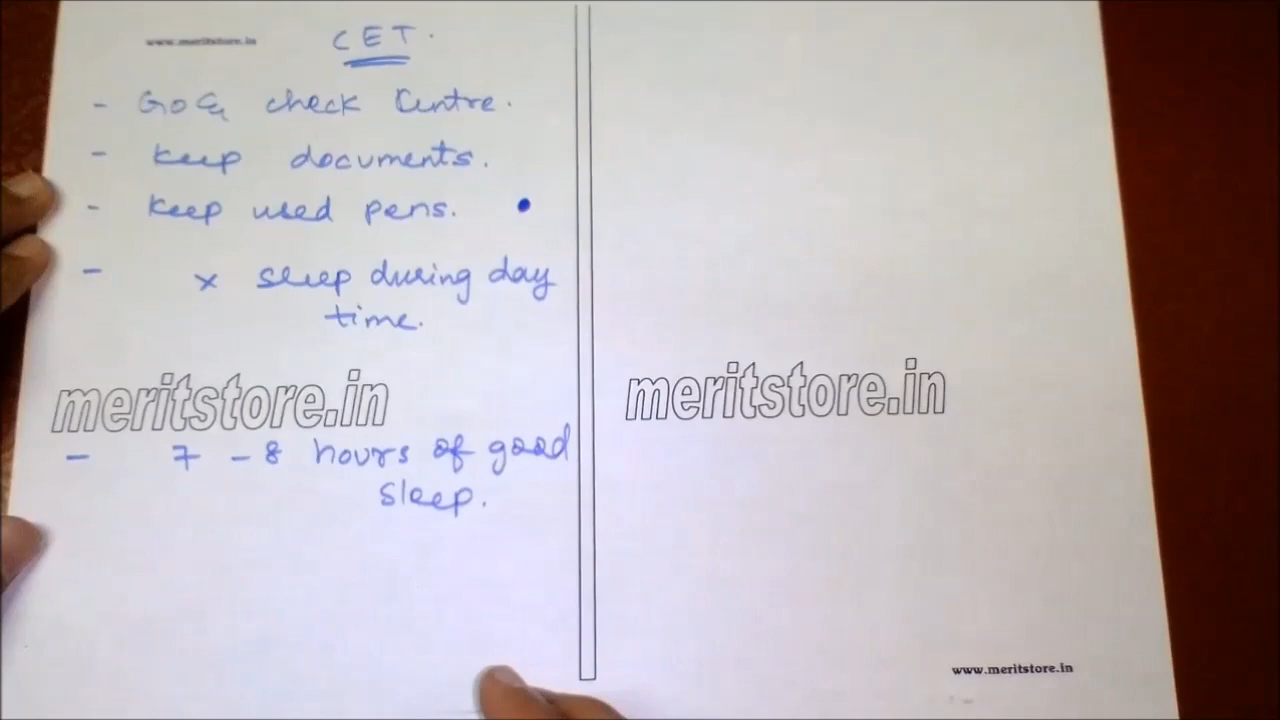 www.meritstore.in
CET.
- Go & check Centre.
- keep documents.
- keep used pens.
- x sleep during day
time.
meritstore.in
meritstore.in
- 7 - 8 hours of good
sleep.
www.meritstore.in